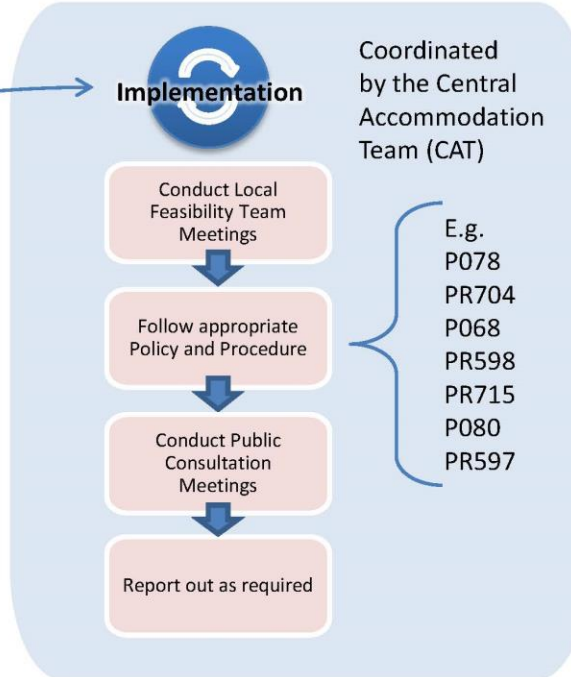 Implementation
Coordinated
by the Central
Accommodation
Team (CAT)
Conduct Local
Feasibility Team
Meetings
Follow appropriate
Policy and Procedure
Conduct Public
Consultation
Meetings
Report out as required
E.g.
P078
PR704
P068
PR598
PR715
P080
PR597